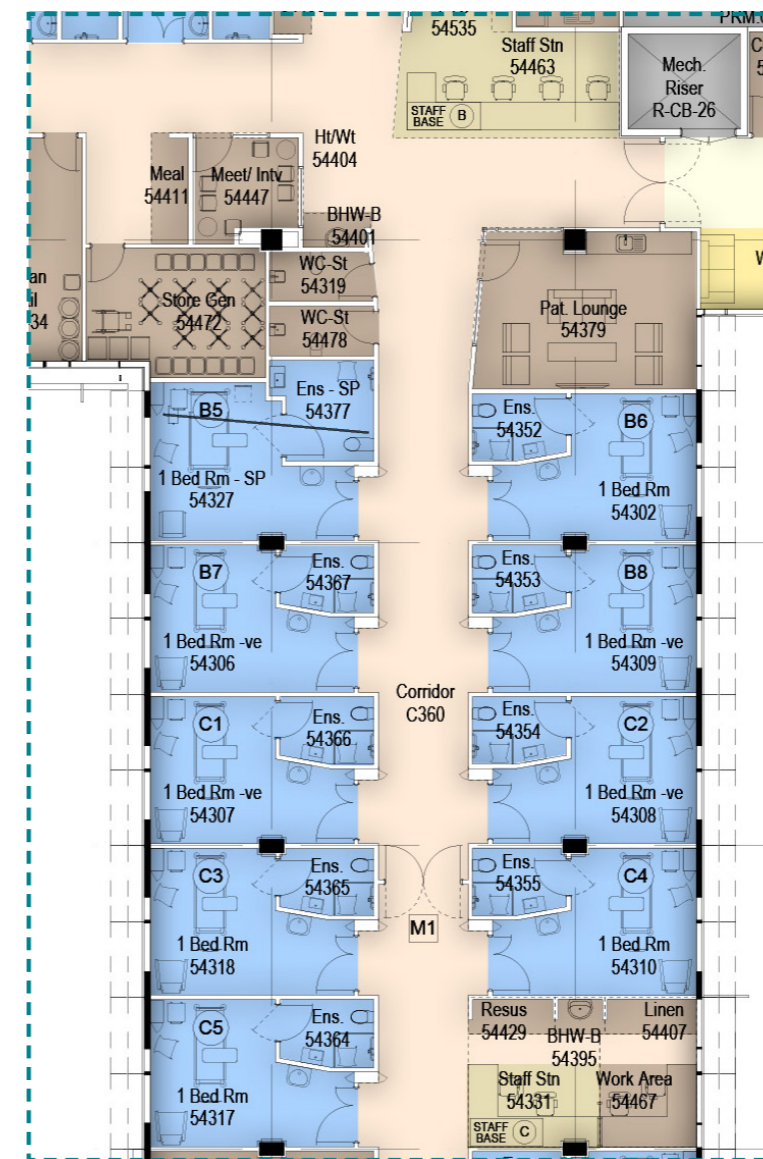 PRM.
54535
Staff Stn
54463
STAFF
BASE
B
Mech.
Riser
R-CB-26
Ht/Wt
54404
Meal
54411
Meet/ Intv
54447
BHW-B
54401
WC-St
54319
Store Gen
54472
34
WC-St
54478
Pat. Lounge
54379
Ens - SP
54377
B5
1 Bed Rm - SP
54327
Ens.
54352
B6
1 Bed Rm
54302
B7
Ens.
54367
1 Bed Rm -ve
54306
Ens.
54353
B8
1 Bed Rm -ve
54309
Corridor
C360
C1
Ens.
54366
1 Bed Rm -ve
54307
Ens.
54354
C2
1 Bed Rm -ve
54308
C3
Ens.
54365
1 Bed Rm
54318
Ens.
54355
C4
1 Bed Rm
54310
M1
C5
Ens.
54364
1 Bed Rm
54317
Resus
54429
BHW-B
54395
Linen
54407
Staff Stn
54331
Work Area
54467
STAFF
BASE
C